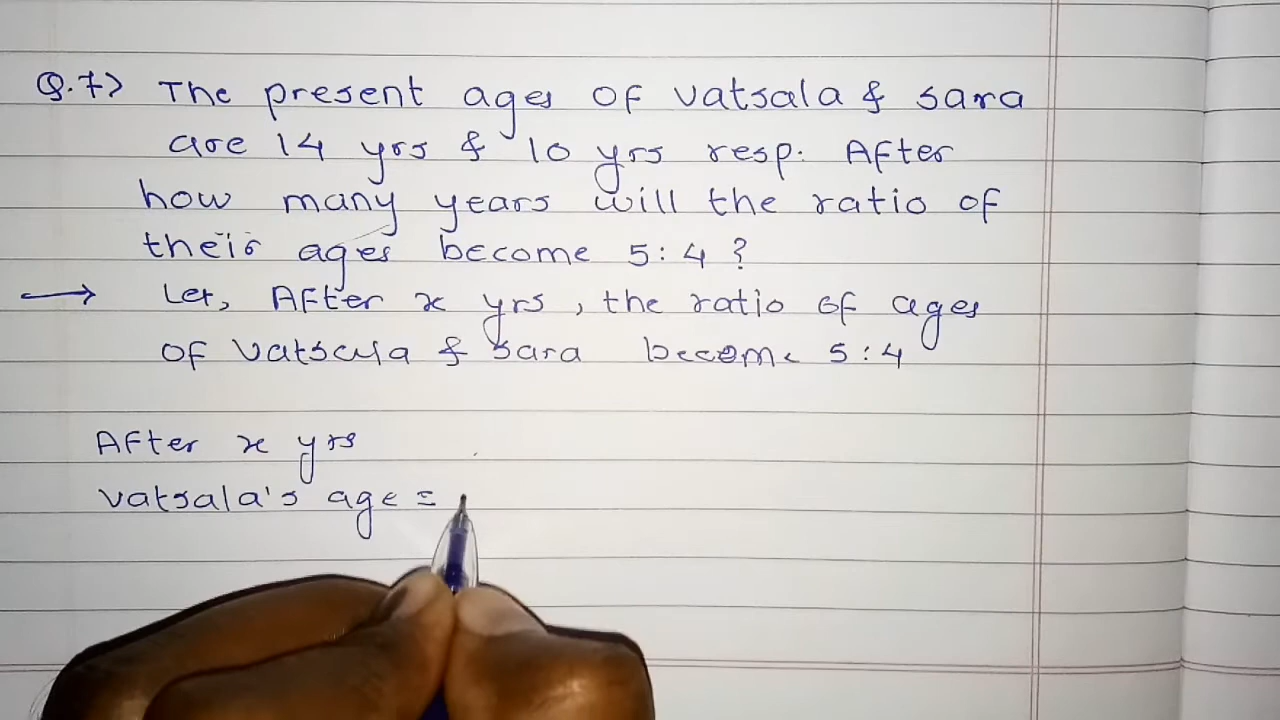 Q.7> The present ages of Vatsala & Sara
are 14 yrs & 10 yrs resp. After
how many years will the ratio of
their ages become 5:4?
→ Let, After x yrs, the ratio of ages
of Vatsala & Sara become 5:4
After x yrs
Vatsala's age =